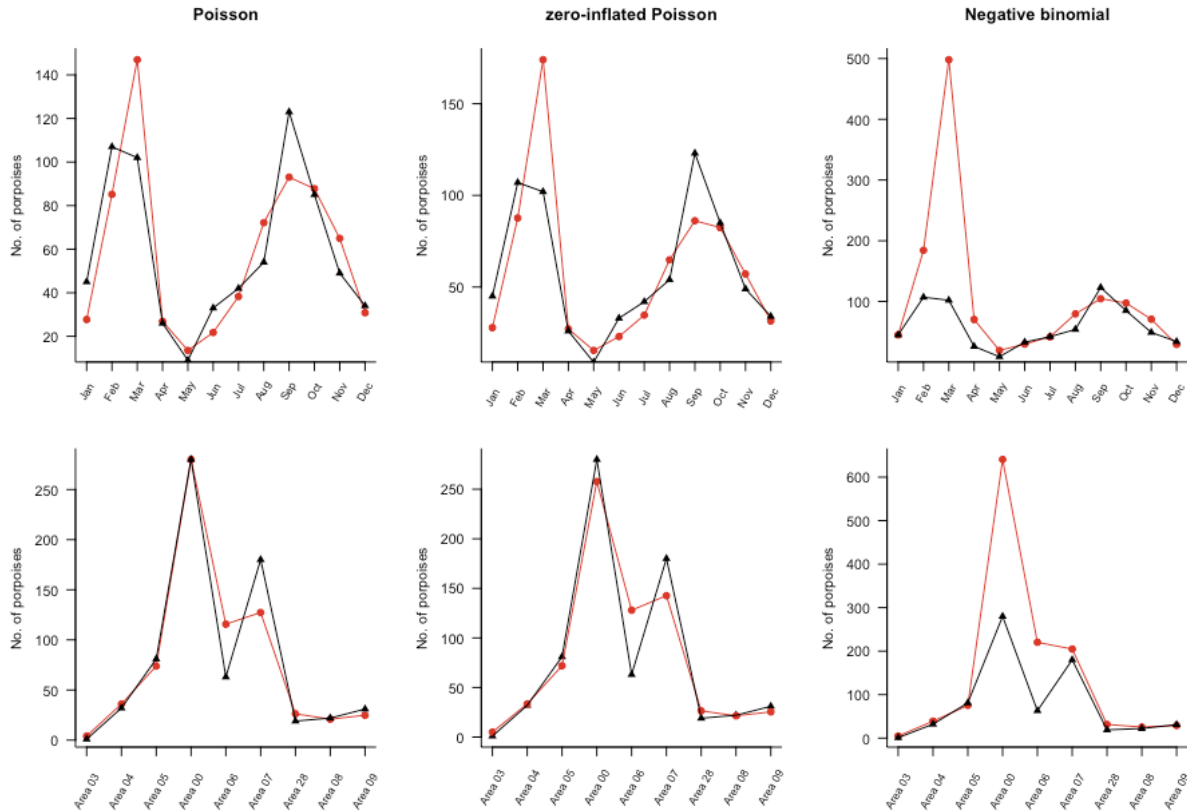 Poisson
zero-inflated Poisson
Negative binomial
No. of porpoises
140
120
100
80
60
40
20
Jan
Feb
Mar
Apr
May
Jun
Jul
Aug
Sep
Oct
Nov
Dec
No. of porpoises
150
100
50
Jan
Feb
Mar
Apr
May
Jun
Jul
Aug
Sep
Oct
Nov
Dec
No. of porpoises
500
400
300
200
100
Jan
Feb
Mar
Apr
May
Jun
Jul
Aug
Sep
Oct
Nov
Dec
No. of porpoises
250
200
150
100
50
0
Area 03
Area 04
Area 05
Area 00
Area 06
Area 07
Area 28
Area 08
Area 09
No. of porpoises
250
200
150
100
50
0
Area 03
Area 04
Area 05
Area 00
Area 06
Area 07
Area 28
Area 08
Area 09
No. of porpoises
600
500
400
300
200
100
0
Area 03
Area 04
Area 05
Area 00
Area 06
Area 07
Area 28
Area 08
Area 09